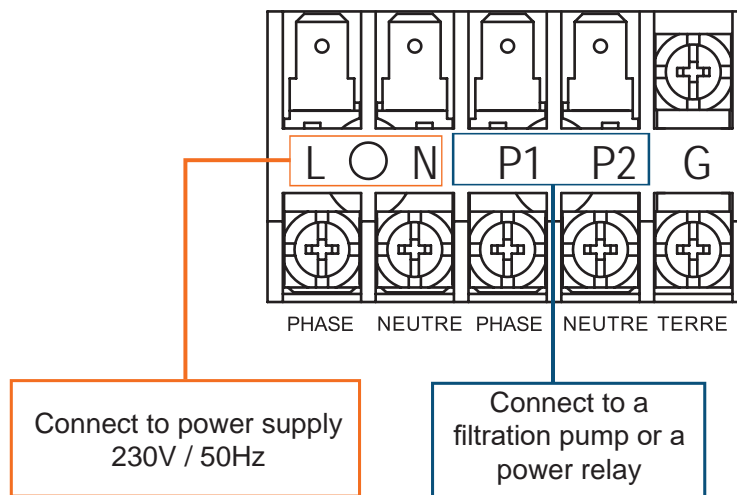 L N P1 P2 G
PHASE NEUTRE PHASE NEUTRE TERRE
Connect to power supply
230V / 50Hz
Connect to a
filtration pump or a
power relay